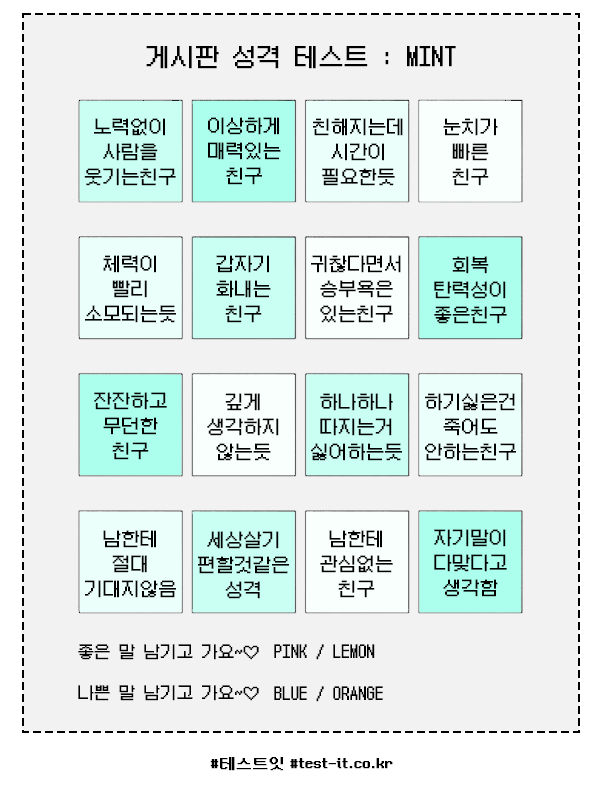 게시판 성격 테스트 : MINT
노력없이
사람을
웃기는친구
이상하게
매력있는
친구
친해지는데
시간이
필요한듯
눈치가
빠른
친구
체력이
빨리
소모되는듯
갑자기
화내는
친구
귀찮다면서
승부욕은
있는친구
회복
탄력성이
좋은친구
잔잔하고
무던한
친구
깊게
생각하지
않는듯
하나하나
따지는거
싫어하는듯
하기싫은건
죽어도
안하는친구
남한테
절대
기대지않음
세상살기
편할것같은
성격
남한테
관심없는
친구
자기말이
다맞다고
생각함
좋은 말 남기고 가요~♡ PINK / LEMON
나쁜 말 남기고 가요~♡ BLUE / ORANGE
#테스트잇 #test-it.co.kr